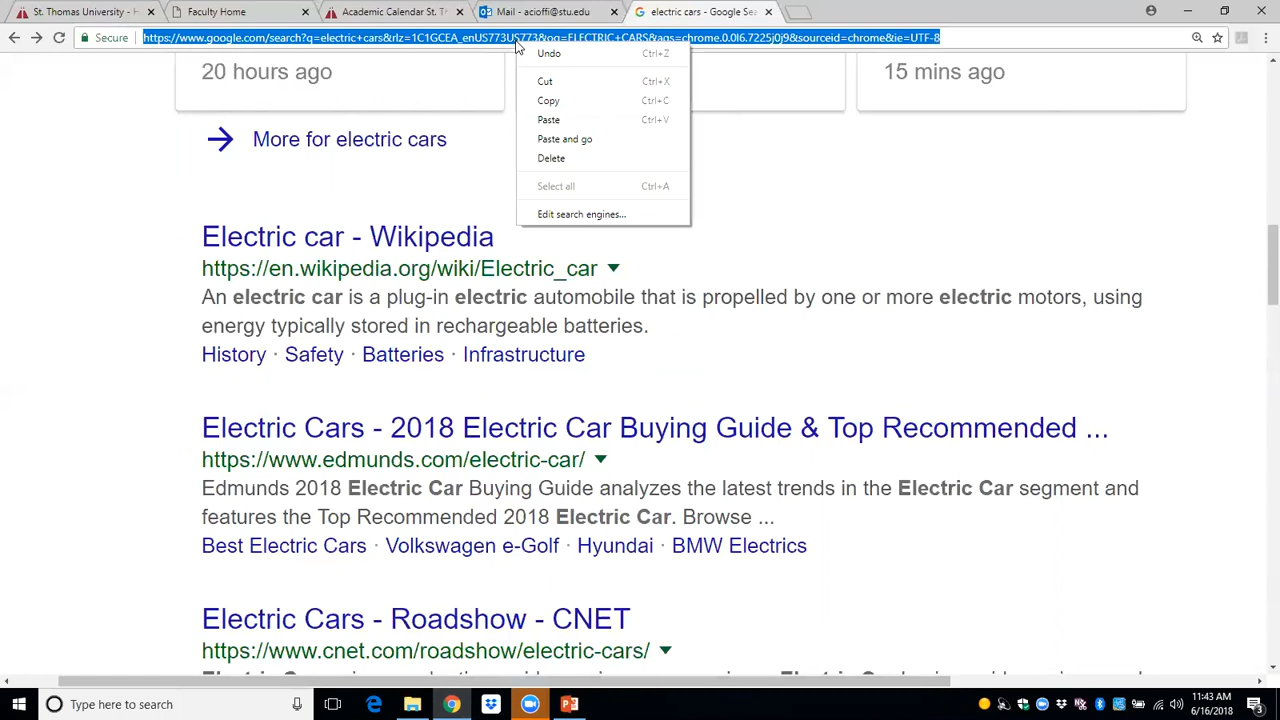 St. Thomas University - H
Faculty Home
Academic Calendar St. Th
Mail - acioffi@stu.edu
electric cars - Google Sea
Secure
https://www.google.com/search?q=electric+cars&rlz=1C1GCEA_enUS773US773&oq=ELECTRIC+CARS&aqs=chrome.0.0l6.7225j0j9&sourceid=chrome&ie=UTF-8
20 hours ago
15 mins ago
More for electric cars
Undo Ctrl+Z
Cut Ctrl+X
Copy Ctrl+C
Paste Ctrl+V
Paste and go
Delete
Select all Ctrl+A
Edit search engines...
Electric car - Wikipedia
https://en.wikipedia.org/wiki/Electric_car
An electric car is a plug-in electric automobile that is propelled by one or more electric motors, using
energy typically stored in rechargeable batteries.
History · Safety · Batteries · Infrastructure
Electric Cars - 2018 Electric Car Buying Guide & Top Recommended ...
https://www.edmunds.com/electric-car/
Edmunds 2018 Electric Car Buying Guide analyzes the latest trends in the Electric Car segment and
features the Top Recommended 2018 Electric Car. Browse ...
Best Electric Cars · Volkswagen e-Golf · Hyundai · BMW Electrics
Electric Cars - Roadshow - CNET
https://www.cnet.com/roadshow/electric-cars/
Type here to search
11:43 AM
6/16/2018